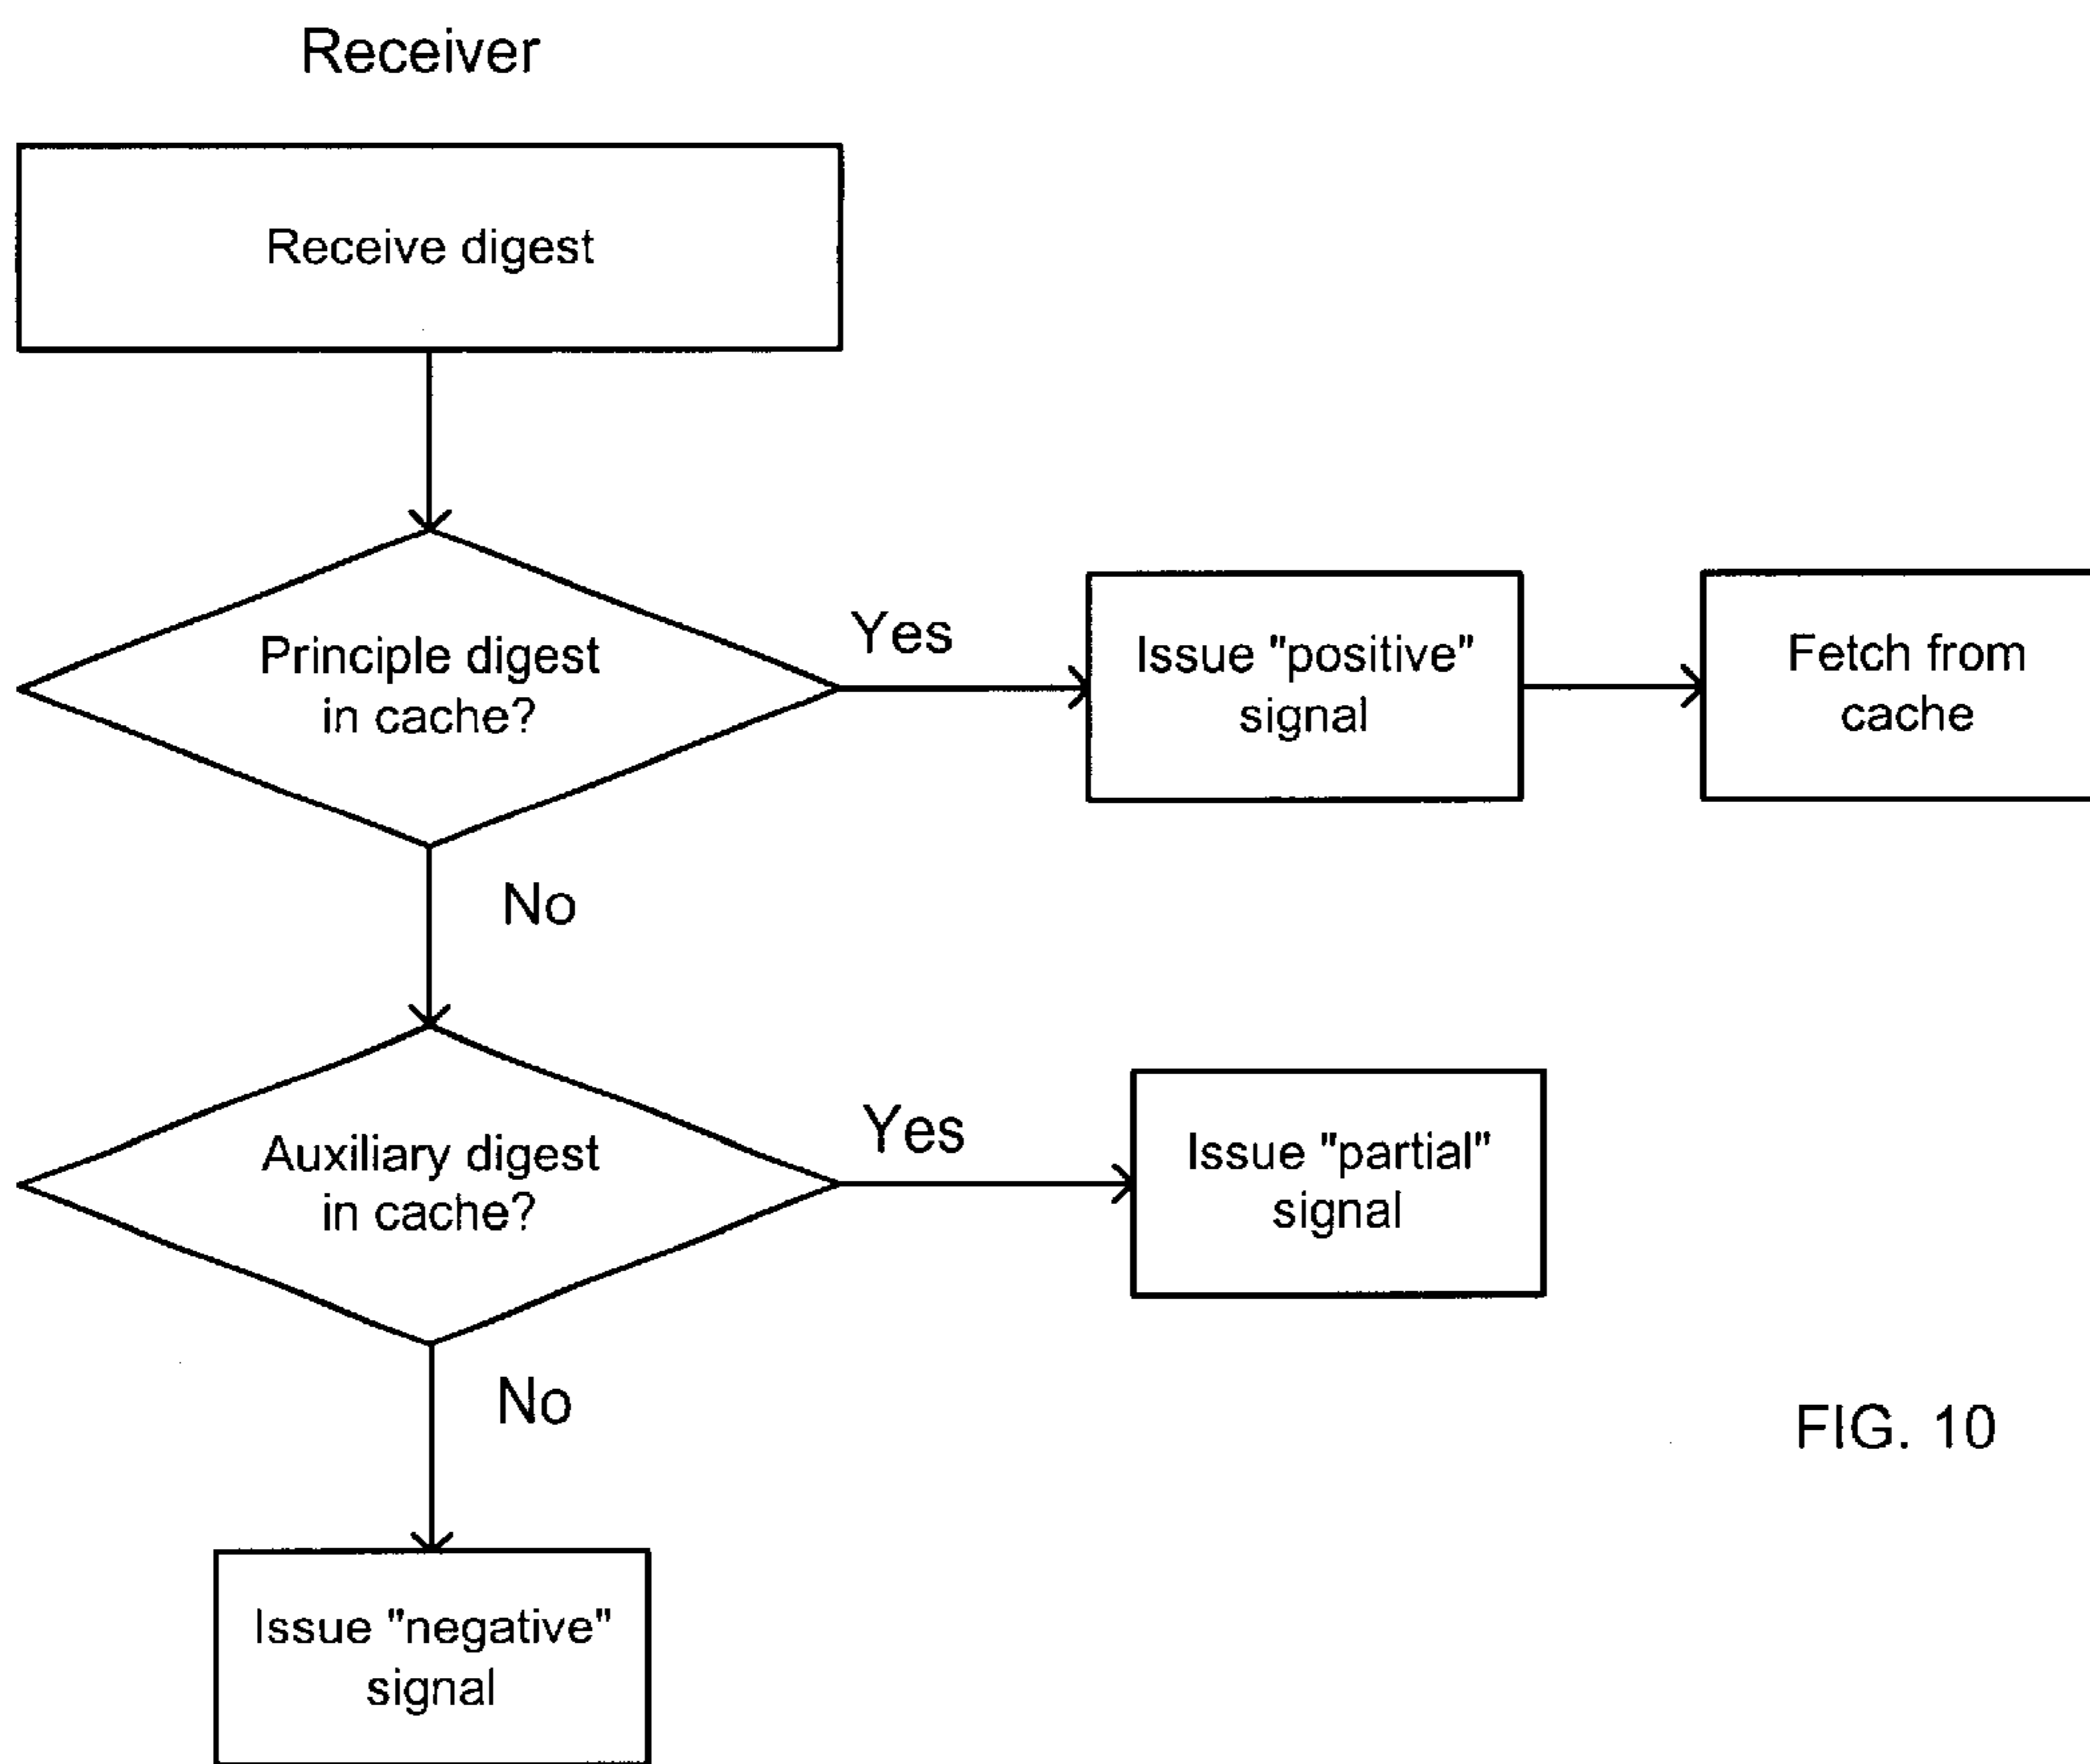 Receiver
Receive digest
Principle digest
in cache?
Yes
Issue "positive"
signal
Fetch from
cache
No
Auxiliary digest
in cache?
Yes
Issue "partial"
signal
No
Issue "negative"
signal
FIG. 10